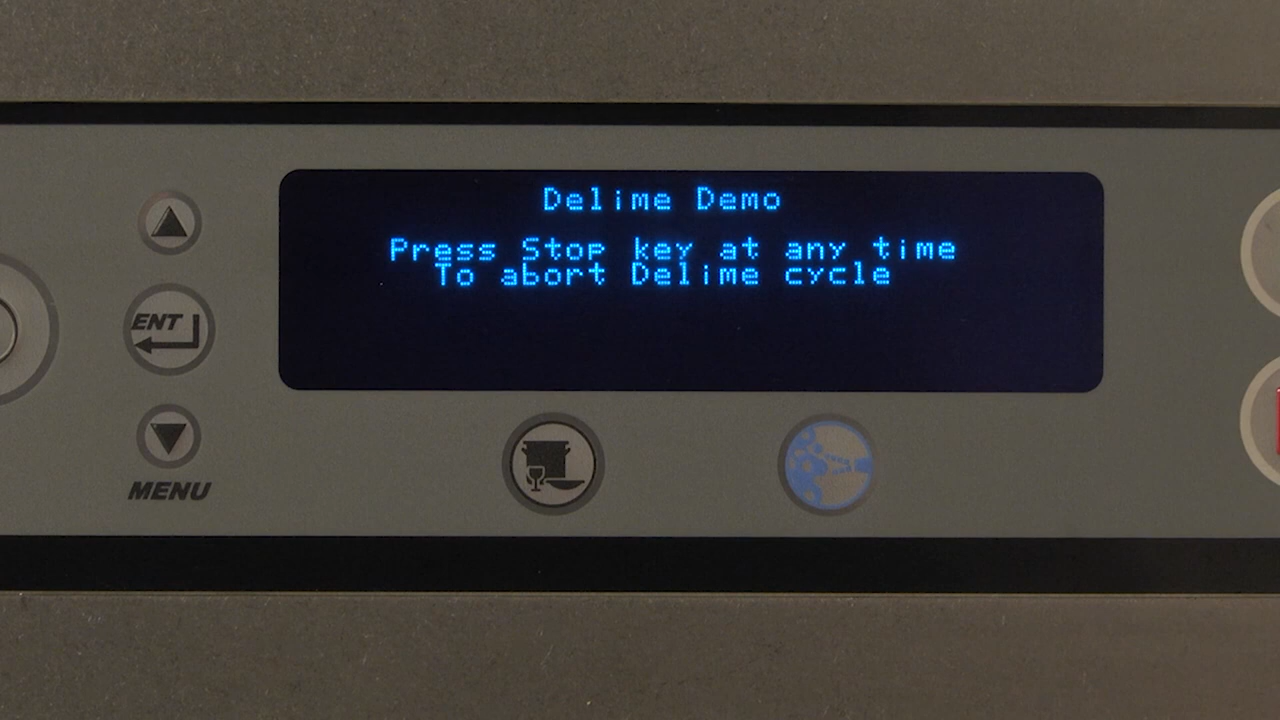 Delime Demo
Press Stop key at any time
To abort Delime cycle
ENT
MENU